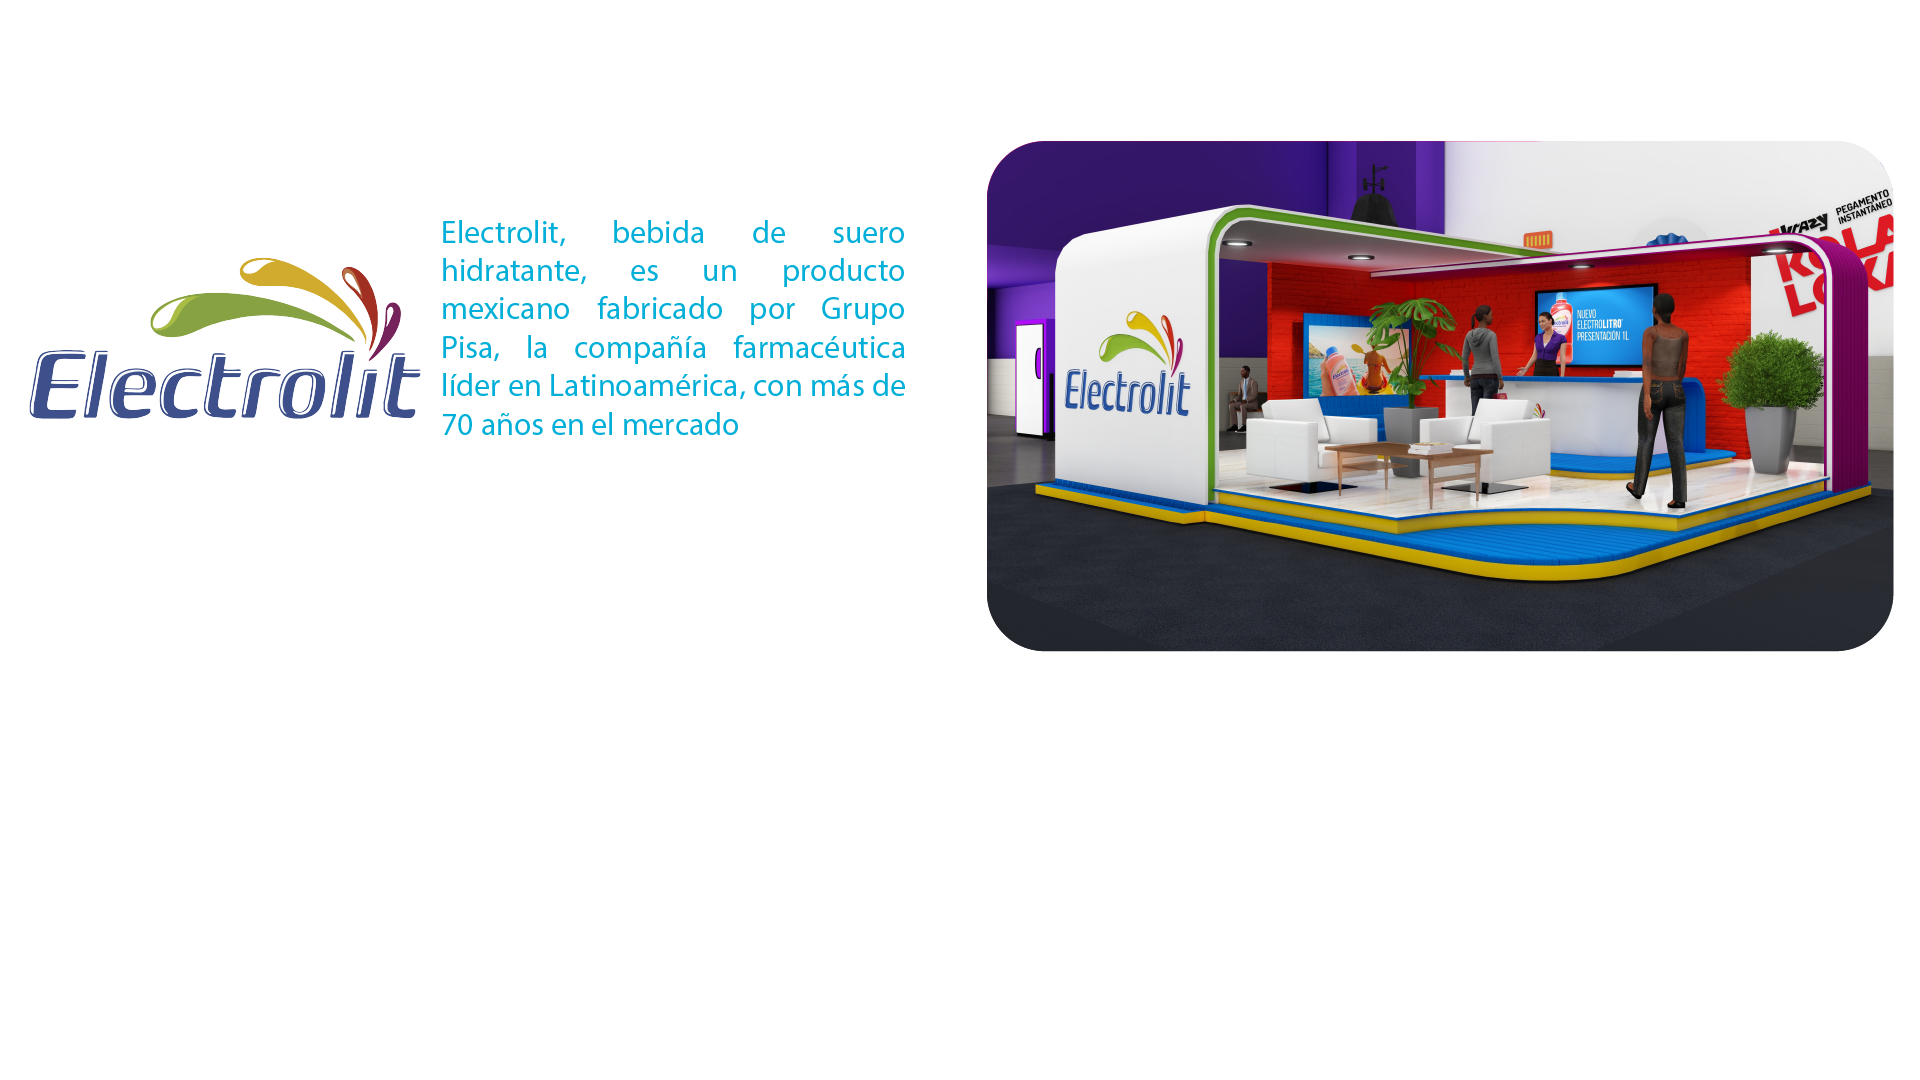 Electrolit
Electrolit, bebida de suero
hidratante, es un producto
mexicano fabricado por Grupo
Pisa, la compañía farmacéutica
líder en Latinoamérica, con más de
70 años en el mercado
Electrolit
NUEVO
ELECTROLITRO
PRESENTACIÓN 1L
Krazy
PEGAMENTO
INSTANTÁNEO
KOLA
LOKA